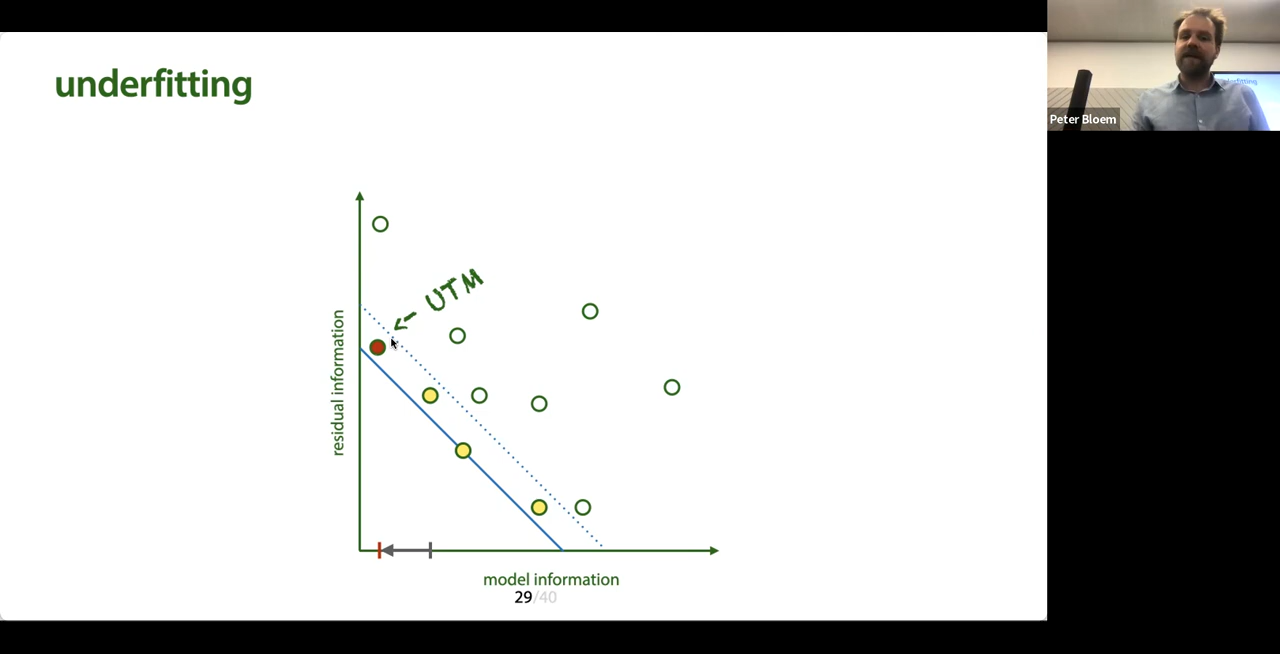 underfitting
Peter Bloem
UTM
residual information
model information
29/40